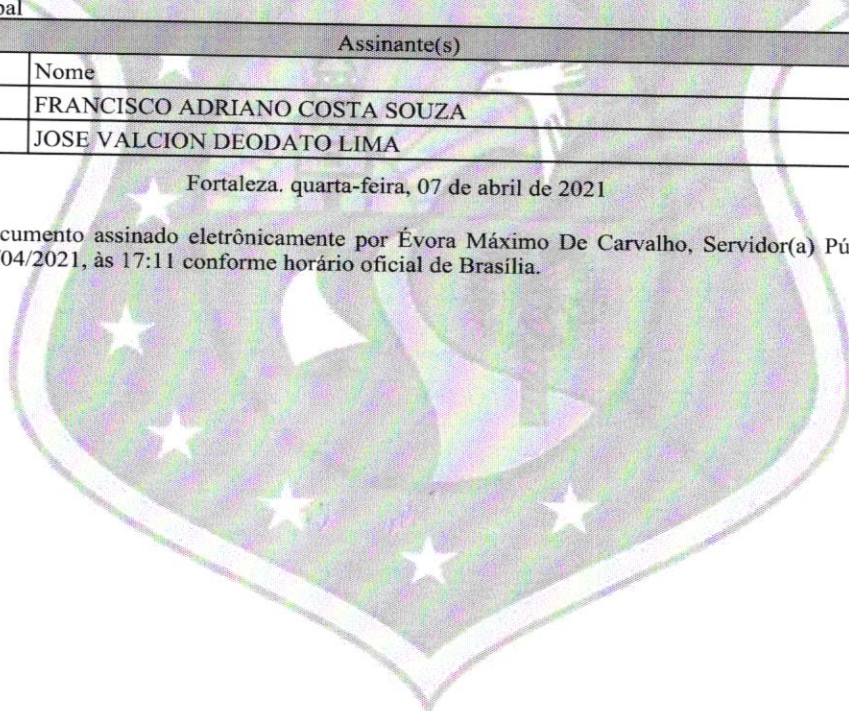 pal
Assinante(s)
Nome
FRANCISCO ADRIANO COSTA SOUZA
JOSE VALCION DEODATO LIMA
Fortaleza. quarta-feira, 07 de abril de 2021
cumento assinado eletrônicamente por Évora Máximo De Carvalho, Servidor(a) Pú
/04/2021, às 17:11 conforme horário oficial de Brasília.